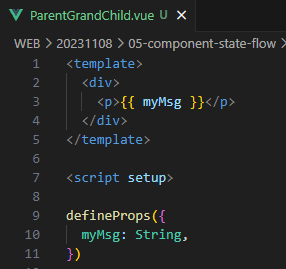 ParentGrandChild.vue ×
WEB > 20231108 > 05-component-state-flow
1 <template>
2 <div>
3 <p>{{ myMsg }}</p>
4 </div>
5 </template>
6
7 <script setup>
8
9 defineProps({
10 myMsg: String,
11 })